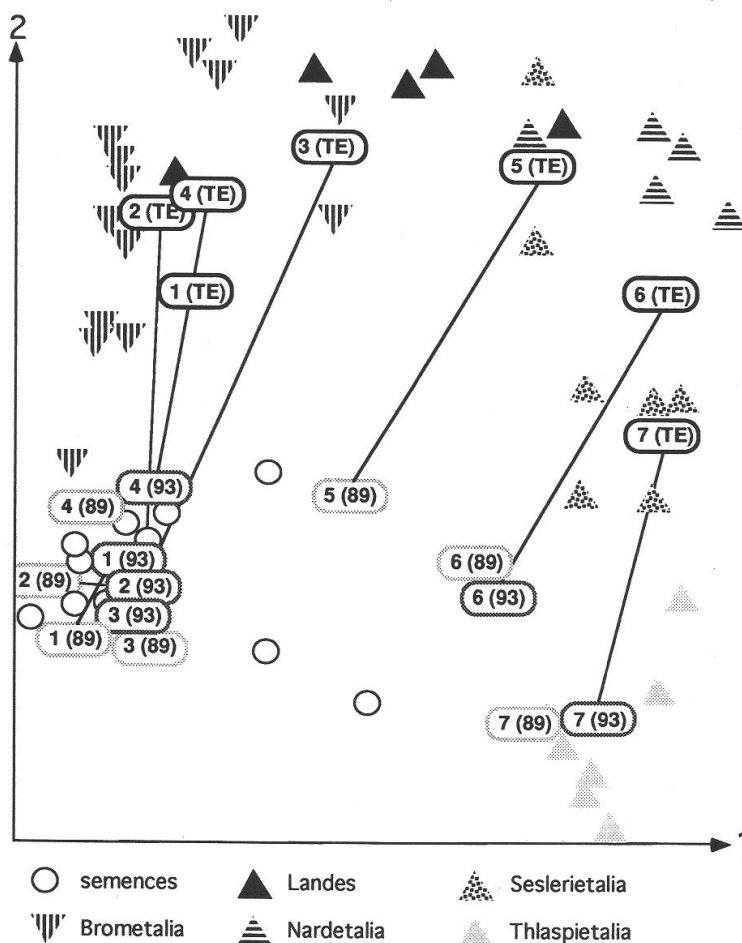 2
3 (TE)
5 (TE)
4 (TE)
2 (TE)
1 (TE)
6 (TE)
7 (TE)
4 (93)
4 (89)
5 (89)
1 (93)
6 (89)
2 (89)
2 (93)
6 (93)
3 (93)
1 (89)
3 (89)
7 (89)
7 (93)
1
semences
Landes
Seslerietalia
Brometalia
Nardetalia
Thlaspietalia